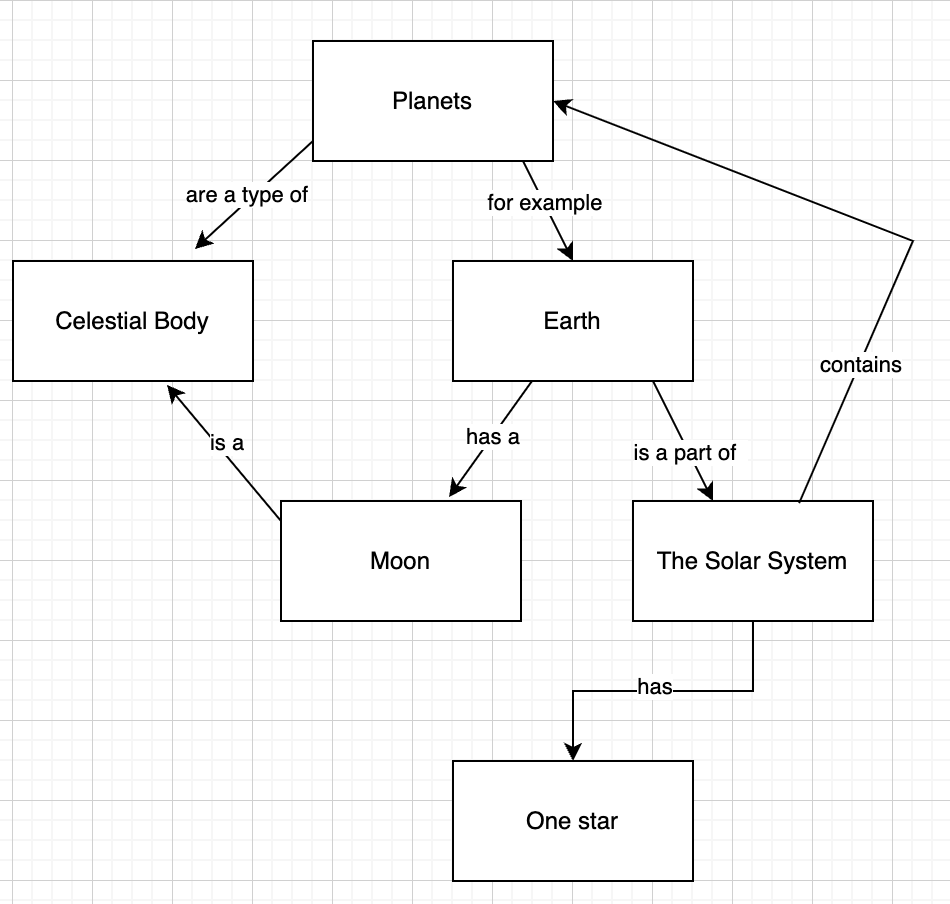 Planets
are a type of
for example
Celestial Body
Earth
contains
is a
has a
is a part of
Moon
The Solar System
has
One star